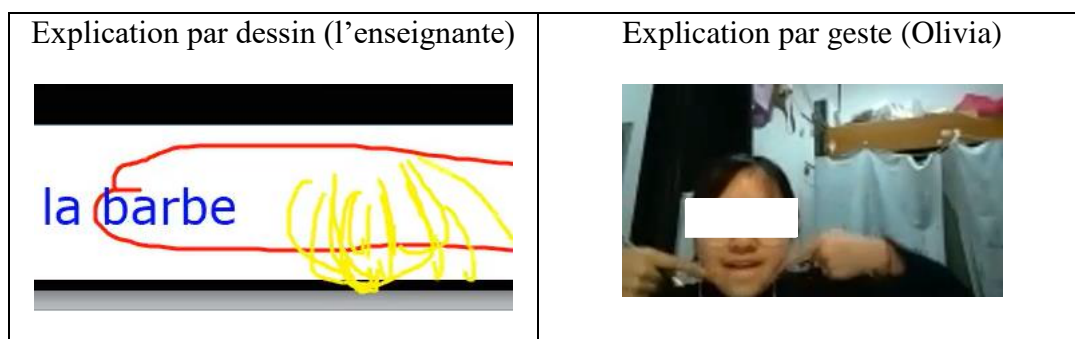 Explication par dessin (l’enseignante)
Explication par geste (Olivia)
la barbe